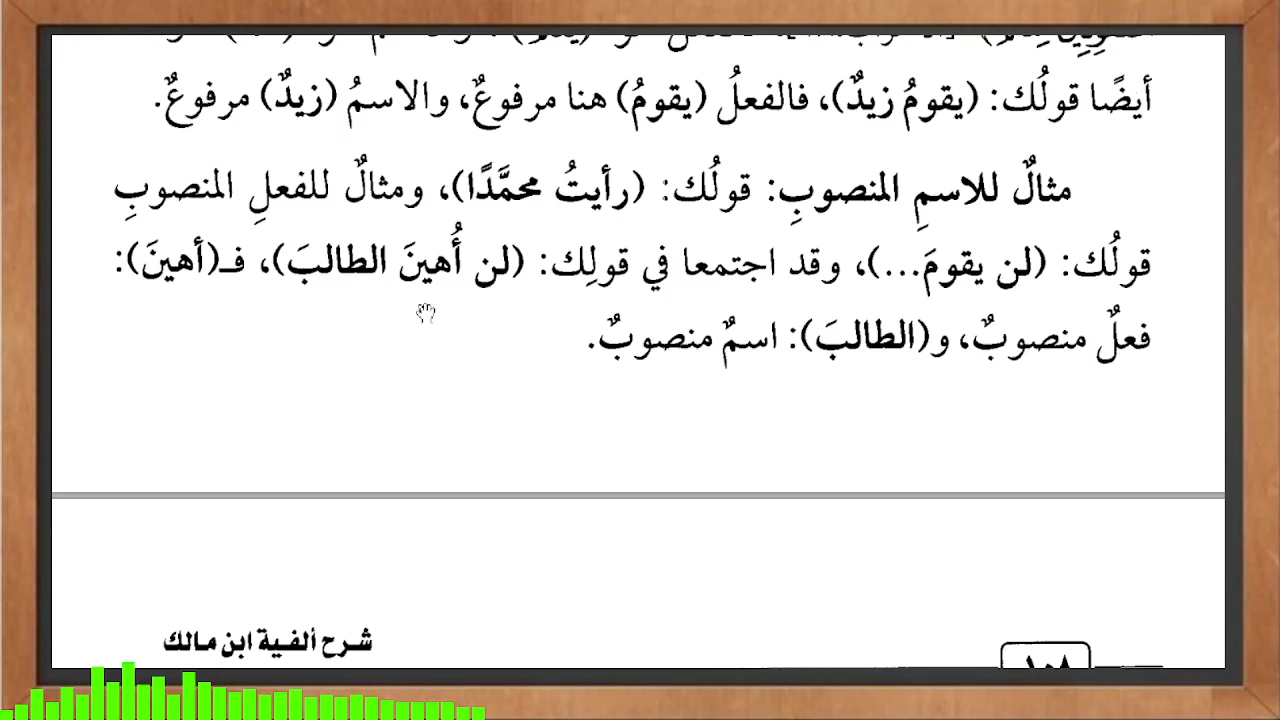 أيضًا قولُك: (يقومُ زيدٌ)، فالفعلُ (يقومُ) هنا مرفوعٌ، والاسمُ (زيدٌ) مرفوعٌ.
مثالٌ للاسمِ المنصوبِ: قولُك: (رأيتُ محمَّدًا)، ومثالٌ للفعلِ المنصوبِ
قولُك: (لن يقومَ...)، وقد اجتمعا في قولِك: (لن أُهينَ الطالبَ)، فـ(أهينَ):
فعلٌ منصوبٌ، و(الطالبَ): اسمٌ منصوبٌ.
شرح ألفية ابن مالك